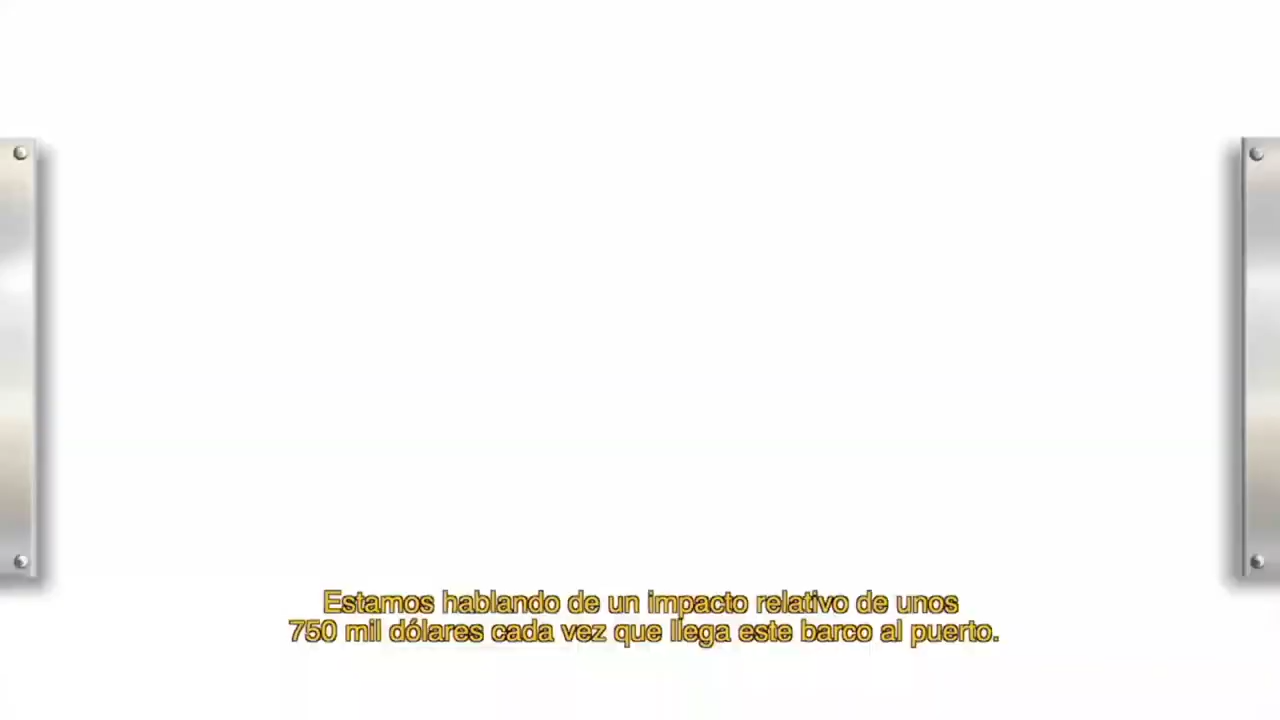 Estamos hablando de un impacto relativo de unos
750 mil dólares cada vez que llega este barco al puerto.